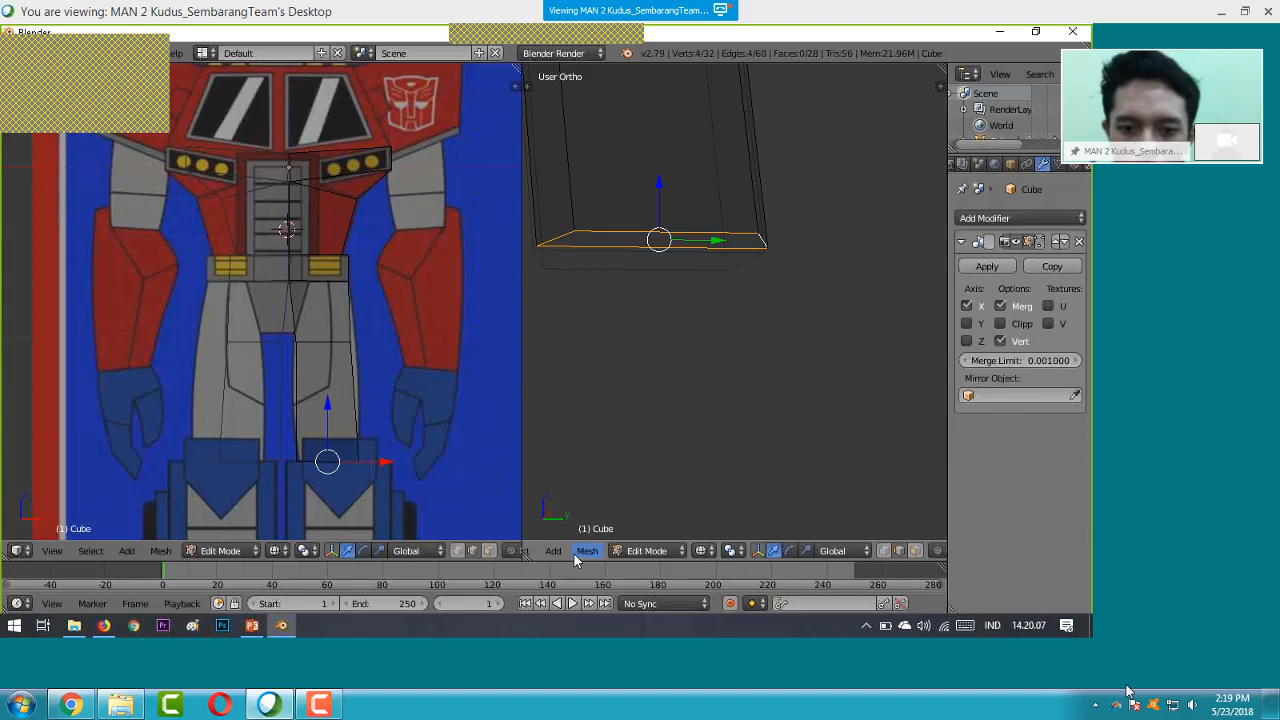 You are viewing: MAN 2 Kudus_SembarangTeam's Desktop
Viewing MAN 2 Kudus_SembarangTeam...
Blender
elp
Default
Scene
Blender Render
v2.79 | Verts:4/32 | Edges:4/60 | Faces:0/28 | Tris:56 | Mem:21.96M | Cube
User Ortho
View
Search
Scene
RenderLay
World
MAN 2 Kudus_Sembara...
Cube
Add Modifier
Apply
Copy
Axis:
Options:
Textures:
X
Merg
U
Y
Clipp
V
Z
Vert
Merge Limit: 0.001000
Mirror Object:
(1) Cube
(1) Cube
View
Select
Add
Mesh
Edit Mode
Global
Add
Mesh
Edit Mode
Global
-40 -20 0 20 40 60 80 100 120 140 160 180 200 220 240 260 280
View
Marker
Frame
Playback
Start: 1
End: 250
1
No Sync
IND
14.20.07
2:19 PM
5/23/2018